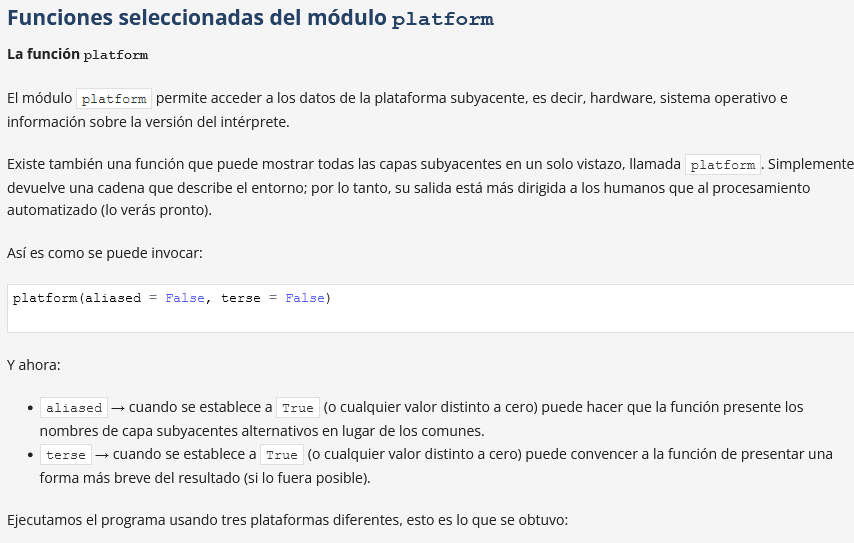 Funciones seleccionadas del módulo platform
La función platform
El módulo platform permite acceder a los datos de la plataforma subyacente, es decir, hardware, sistema operativo e
información sobre la versión del intérprete.
Existe también una función que puede mostrar todas las capas subyacentes en un solo vistazo, llamada platform. Simplemente
devuelve una cadena que describe el entorno; por lo tanto, su salida está más dirigida a los humanos que al procesamiento
automatizado (lo verás pronto).
Así es como se puede invocar:
platform(aliased = False, terse = False)
Y ahora:
• aliased → cuando se establece a True (o cualquier valor distinto a cero) puede hacer que la función presente los
nombres de capa subyacentes alternativos en lugar de los comunes.
• terse → cuando se establece a True (o cualquier valor distinto a cero) puede convencer a la función de presentar una
forma más breve del resultado (si lo fuera posible).
Ejecutamos el programa usando tres plataformas diferentes, esto es lo que se obtuvo: